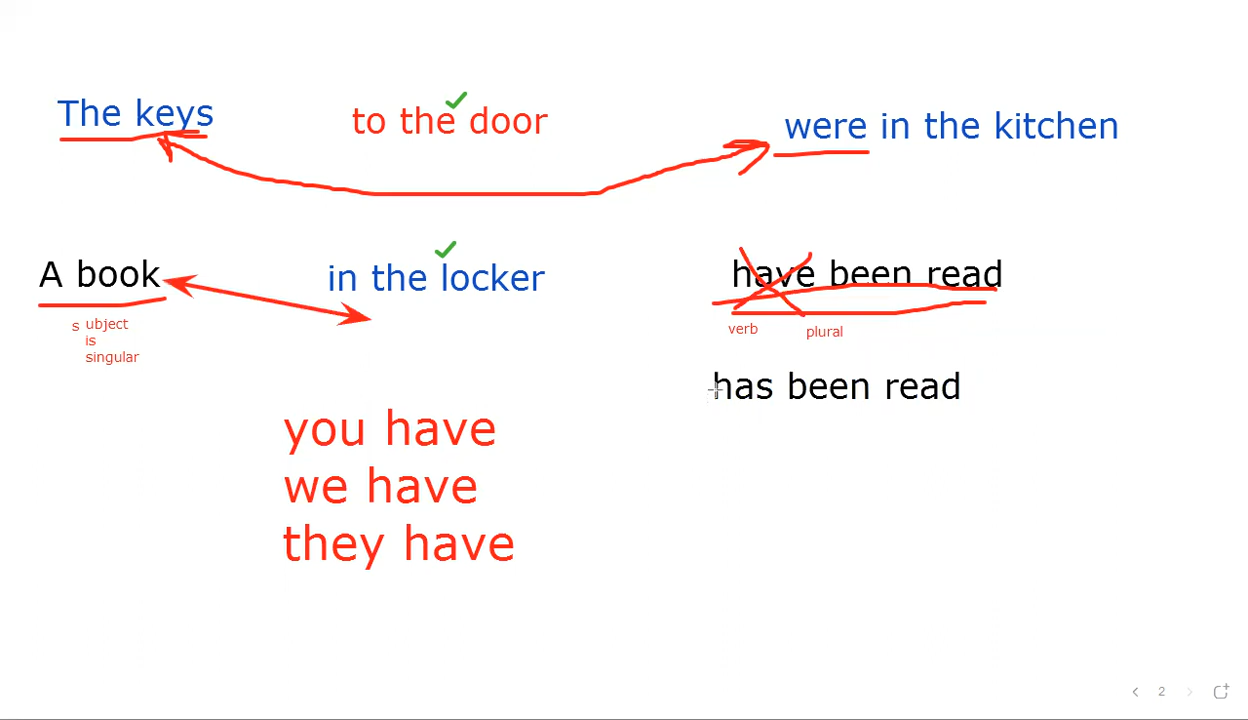 The keys to the door were in the kitchen
A book in the locker have been read
s ubject
is
singular
verb plural
has been read
you have
we have
they have
2